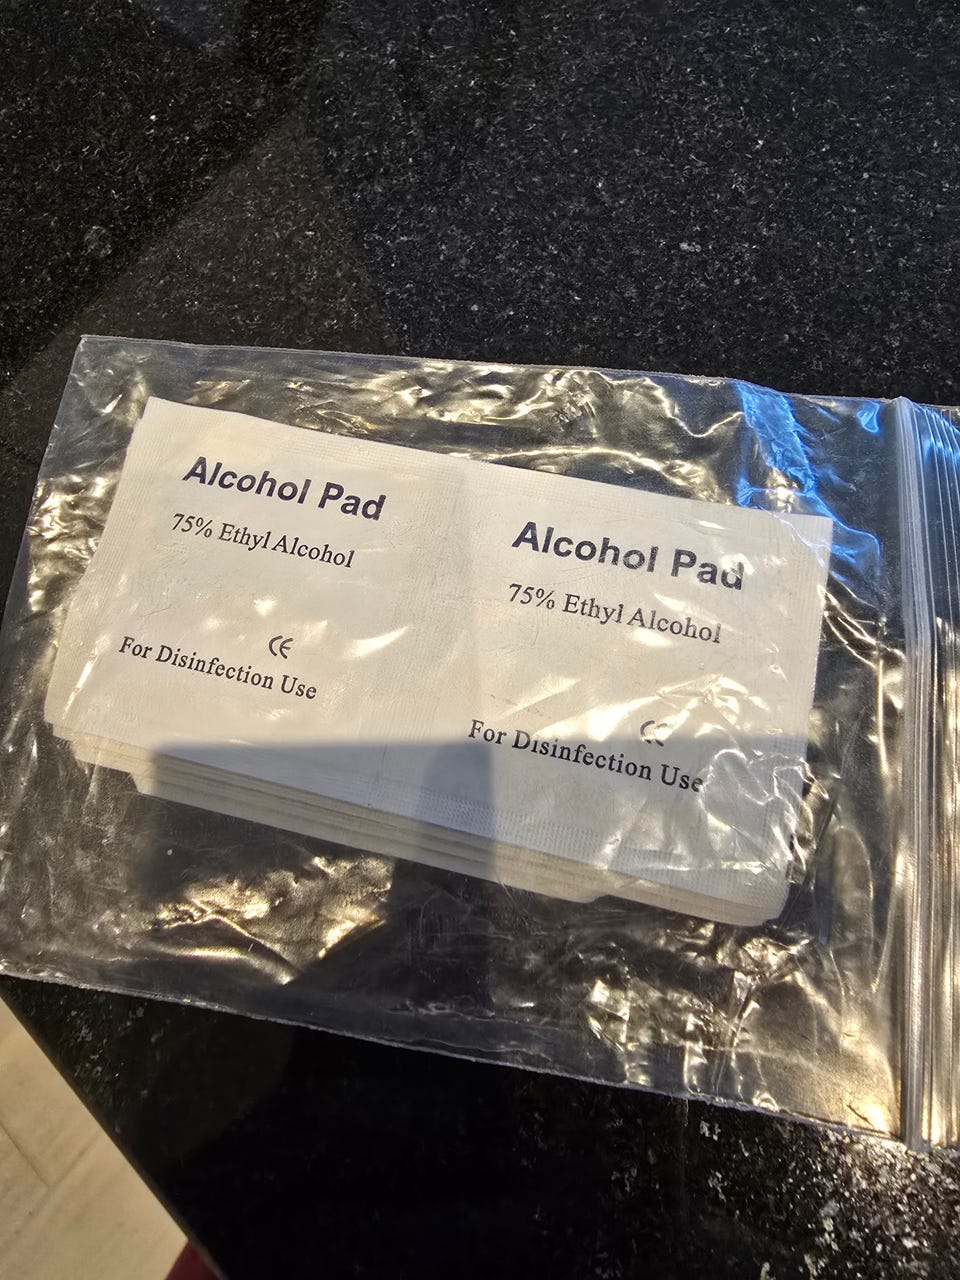 Alcohol Pad
75% Ethyl Alcohol
CE
For Disinfection Use
Alcohol Pad
75% Ethyl Alcohol
CE
For Disinfection Use